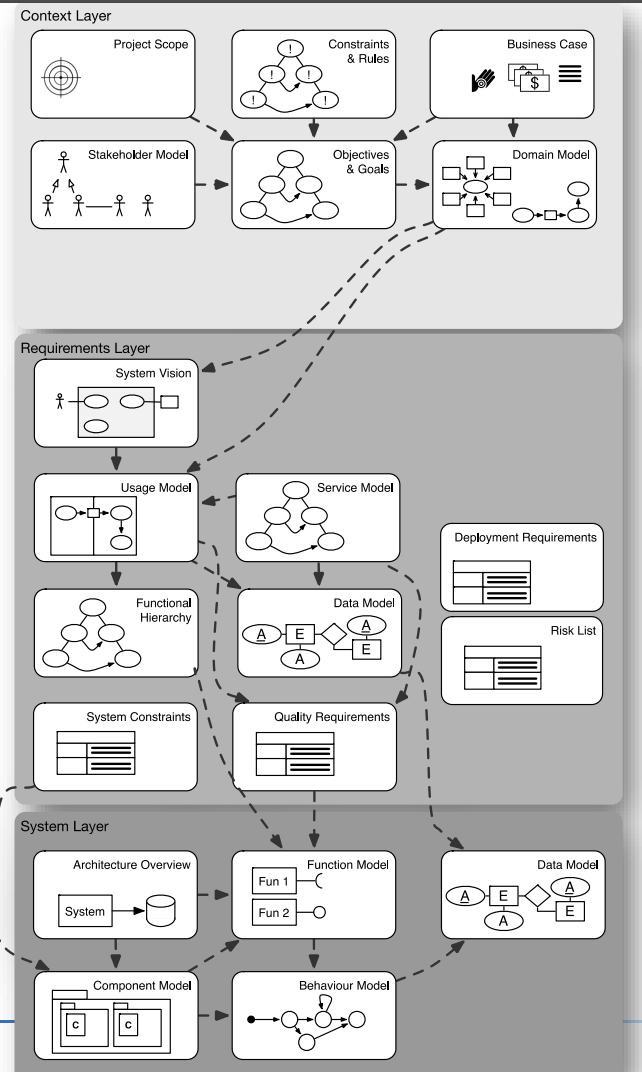 Context Layer
Project Scope
Constraints
& Rules
!
! !
! !
Business Case
$
Stakeholder Model
Objectives
& Goals
Domain Model
Requirements Layer
System Vision
Usage Model
Service Model
Deployment Requirements
Functional
Hierarchy
Data Model
A E A
A E
Risk List
System Constraints
Quality Requirements
System Layer
Architecture Overview
System
Function Model
Fun 1
Fun 2
Data Model
A E A
A E
Component Model
C C
Behaviour Model